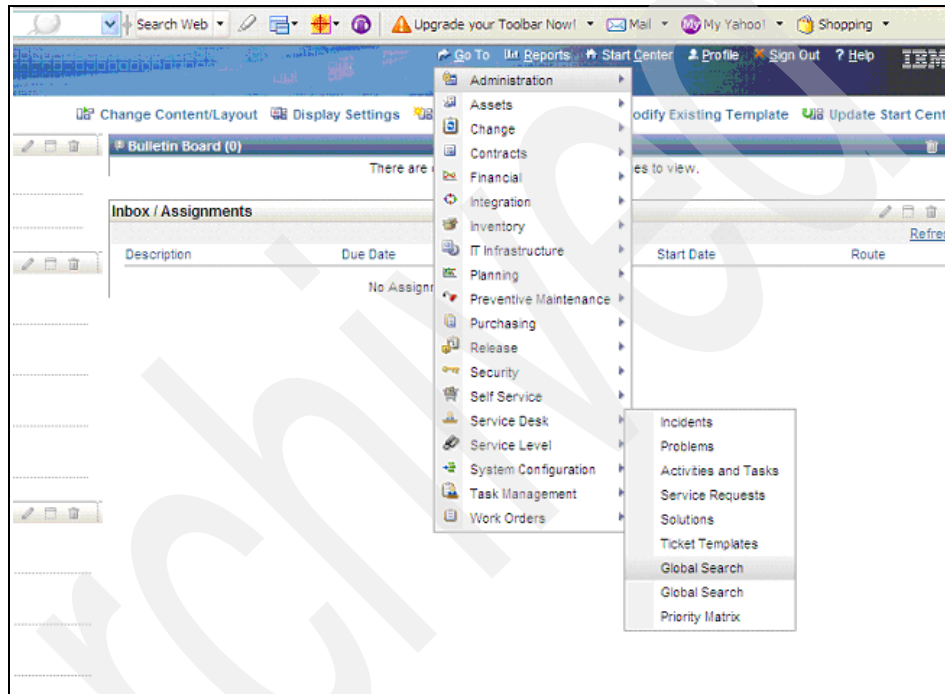 Search Web Upgrade your Toolbar Now! Mail My Yahoo! Shopping
Go To Reports Start Center Profile Sign Out ? Help IBM
Change Content/Layout Display Settings odify Existing Template Update Start Cent
Bulletin Board (0)
There are es to view.
Inbox / Assignments
Refres
Description Due Date Start Date Route
No Assignm
Administration
Assets
Change
Contracts
Financial
Integration
Inventory
IT Infrastructure
Planning
Preventive Maintenance
Purchasing
Release
Security
Self Service
Service Desk
Service Level
System Configuration
Task Management
Work Orders
Incidents
Problems
Activities and Tasks
Service Requests
Solutions
Ticket Templates
Global Search
Global Search
Priority Matrix